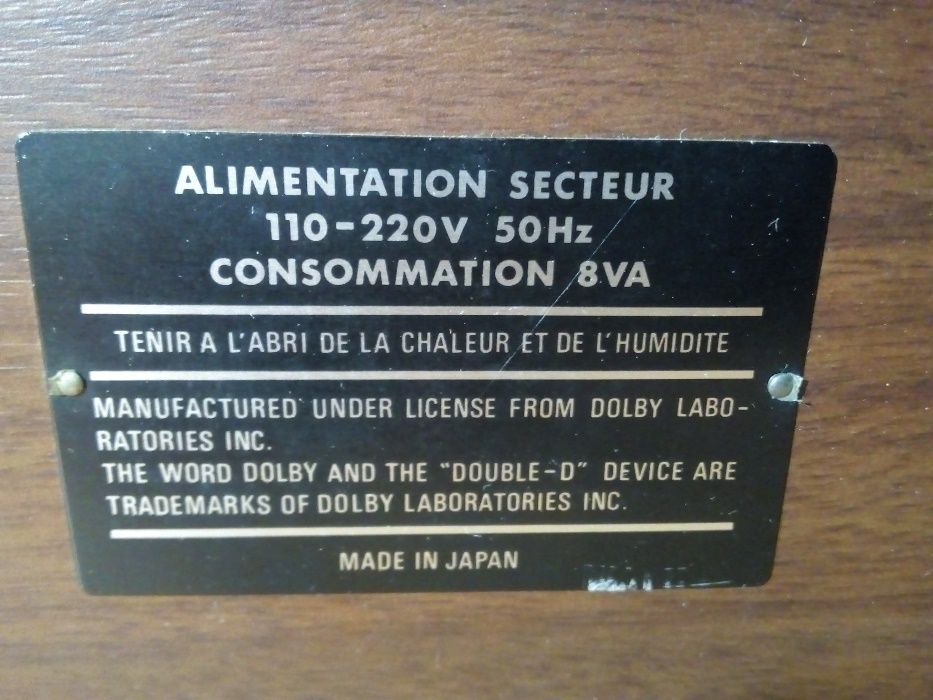 ALIMENTATION SECTEUR
110-220V 50Hz
CONSOMMATION 8VA
TENIR A L'ABRI DE LA CHALEUR ET DE L'HUMIDITE
MANUFACTURED UNDER LICENSE FROM DOLBY LABO-
RATORIES INC.
THE WORD DOLBY AND THE "DOUBLE-D" DEVICE ARE
TRADEMARKS OF DOLBY LABORATORIES INC.
MADE IN JAPAN